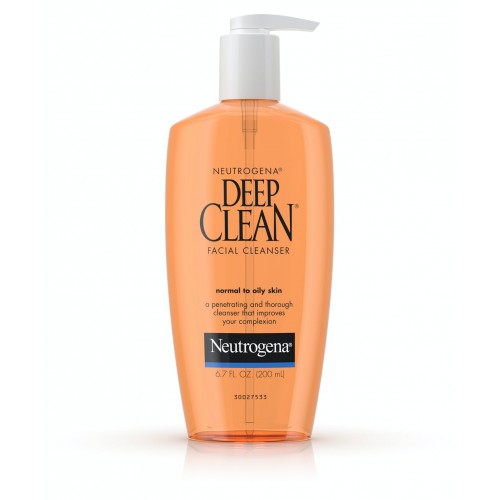 NEUTROGENA®
DEEP
CLEAN®
FACIAL CLEANSER
normal to oily skin
a penetrating and thorough
cleanser that improves
your complexion
Neutrogena®
6.7 FL OZ (200 ml)
30027533